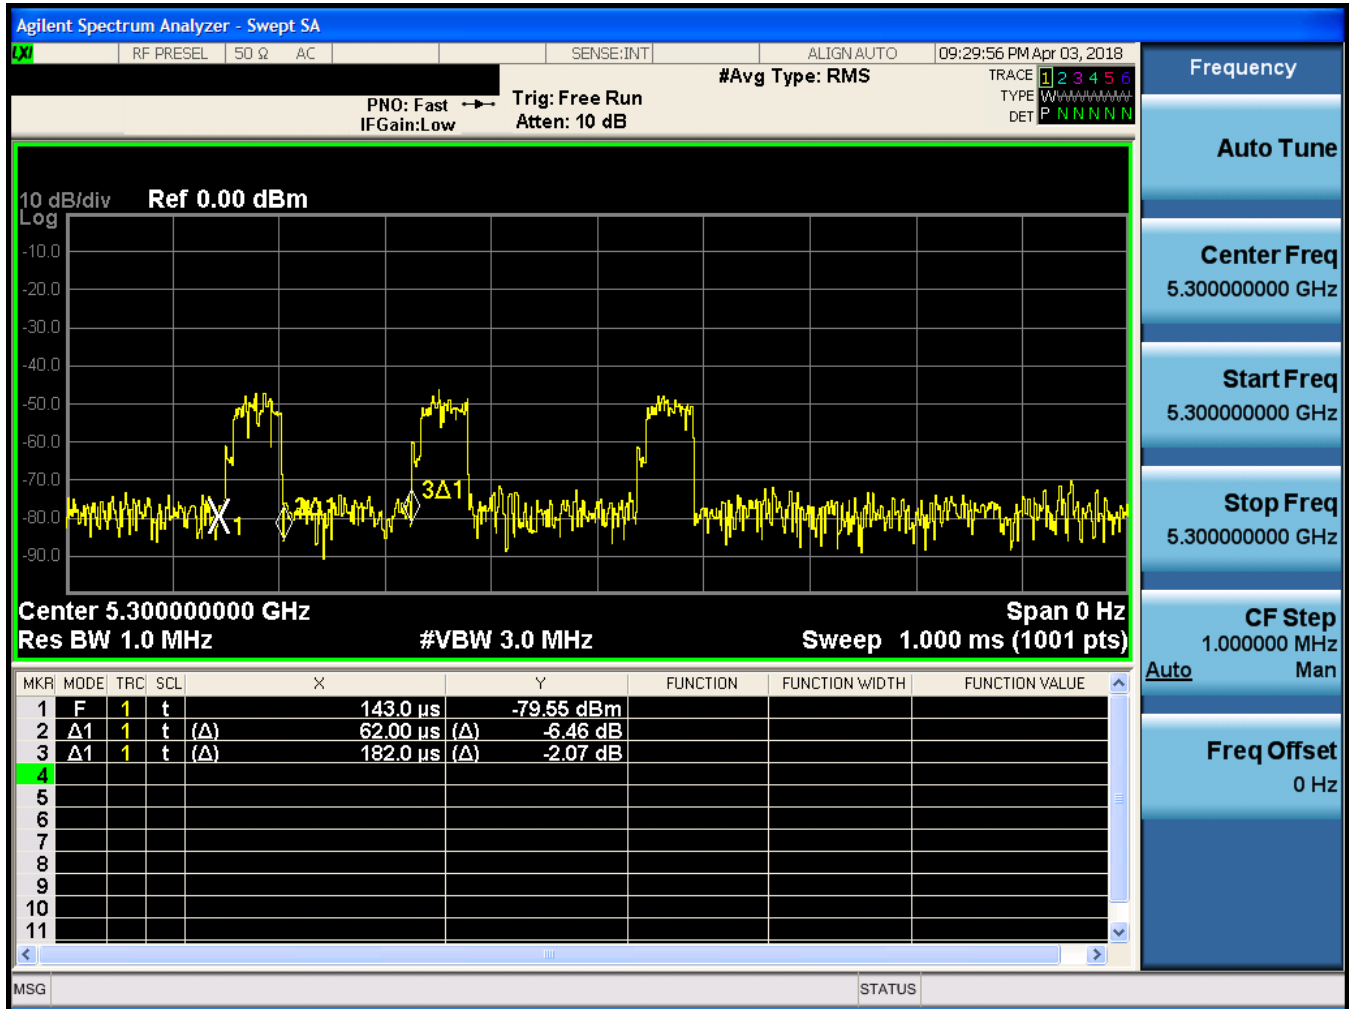 Agilent Spectrum Analyzer - Swept SA
LXI RF PRESEL 50 Ω AC SENSE:INT ALIGN AUTO 09:29:56 PM Apr 03, 2018
#Avg Type: RMS
TRACE 1 2 3 4 5 6
TYPE WWWWWW
DET P N N N N N
PNO: Fast
IFGain:Low
Trig: Free Run
Atten: 10 dB
10 dB/div Ref 0.00 dBm
Log
-10.0
-20.0
-30.0
-40.0
-50.0
-60.0
-70.0
-80.0
-90.0
1
2Δ1
3Δ1
Center 5.300000000 GHz Span 0 Hz
Res BW 1.0 MHz #VBW 3.0 MHz Sweep 1.000 ms (1001 pts)
MKR MODE TRC SCL X Y FUNCTION FUNCTION WIDTH FUNCTION VALUE
1 F 1 t 143.0 µs -79.55 dBm
2 Δ1 1 t (Δ) 62.00 µs (Δ) -6.46 dB
3 Δ1 1 t (Δ) 182.0 µs (Δ) -2.07 dB
4
5
6
7
8
9
10
11
MSG STATUS
Frequency
Auto Tune
Center Freq
5.300000000 GHz
Start Freq
5.300000000 GHz
Stop Freq
5.300000000 GHz
CF Step
1.000000 MHz
Auto Man
Freq Offset
0 Hz